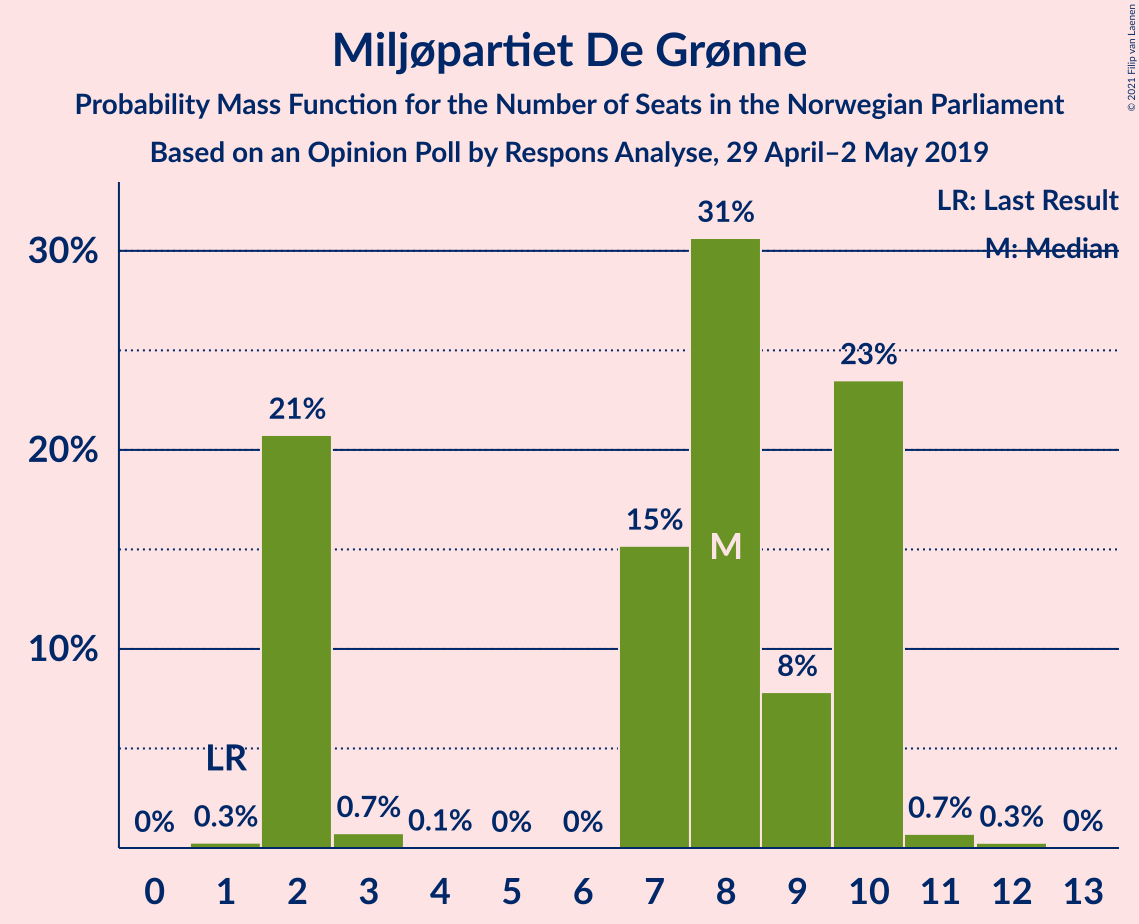 Miljøpartiet De Grønne
Probability Mass Function for the Number of Seats in the Norwegian Parliament
Based on an Opinion Poll by Respons Analyse, 29 April–2 May 2019
© 2021 Filip van Laenen
LR: Last Result
M: Median
30%
20%
10%
0%
LR
0.3%
21%
0.7%
0.1%
0%
0%
15%
31%
M
8%
23%
0.7%
0.3%
0%
0 1 2 3 4 5 6 7 8 9 10 11 12 13